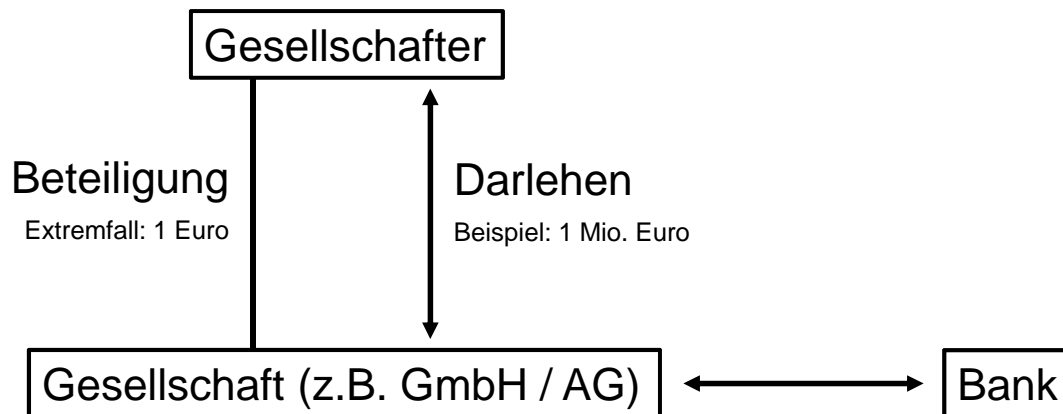 Gesellschafter
Beteiligung
Extremfall: 1 Euro
Darlehen
Beispiel: 1 Mio. Euro
Gesellschaft (z.B. GmbH / AG)
Bank